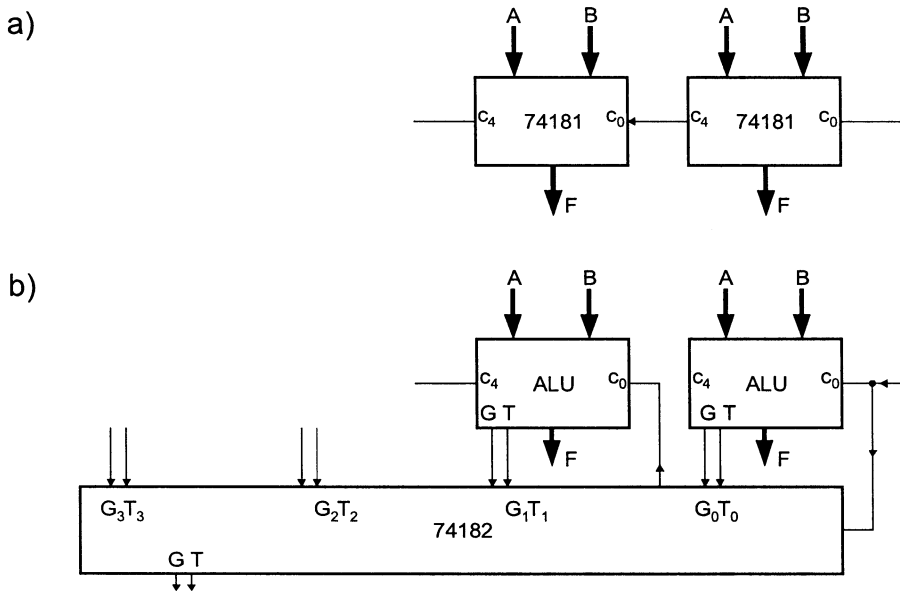 a)
A B A B
c₄ 74181 c₀ c₄ 74181 c₀
F F
b)
A B A B
c₄ ALU c₀ c₄ ALU c₀
G T G T
F F
G₃T₃ G₂T₂ G₁T₁ G₀T₀
74182
G T